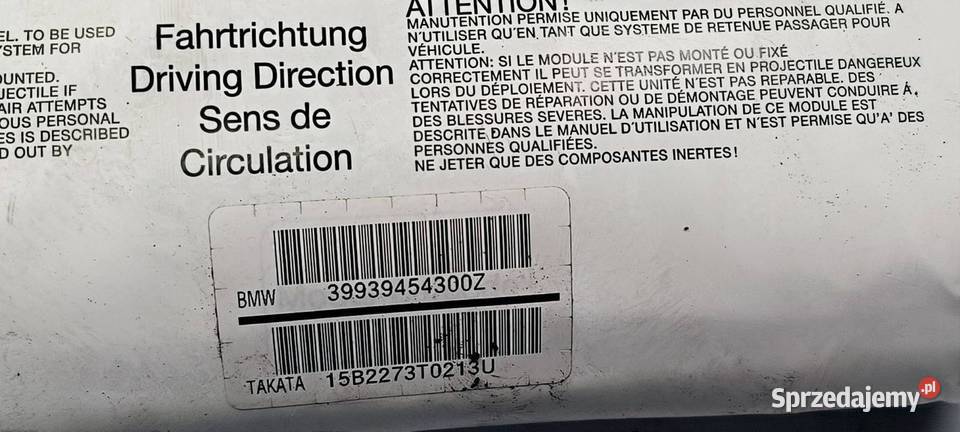 EL. TO BE USED
YSTEM FOR
OUNTED.
JECTILE IF
AIR ATTEMPTS
OUS PERSONAL
ES IS DESCRIBED
D OUT BY
Fahrtrichtung
Driving Direction
Sens de
Circulation
ATTENTION!
MANUTENTION PERMISE UNIQUEMENT PAR DU PERSONNEL QUALIFIÉ. A
N'UTILISER QU'EN TANT QUE SYSTEME DE RETENUE PASSAGER POUR
VÉHICULE.
ATTENTION: SI LE MODULE N'EST PAS MONTÉ OU FIXÉ
CORRECTEMENT IL PEUT SE TRANSFORMER EN PROJECTILE DANGEREUX
LORS DU DÉPLOIEMENT. CETTE UNITÉ N'EST PAS REPARABLE. DES
TENTATIVES DE RÉPARATION OU DE DÉMONTAGE PEUVENT CONDUIRE Á,
DES BLESSURES SEVERES. LA MANIPULATION DE CE MODULE EST
DESCRITE DANS LE MANUEL D'UTILISATION ET N'EST PERMISE QU'A' DES
PERSONNES QUALIFIÉES.
NE JETER QUE DES COMPOSANTES INERTES!
BMW 39939454300Z
TAKATA 15B2273T0213U
Sprzedajemy.pl